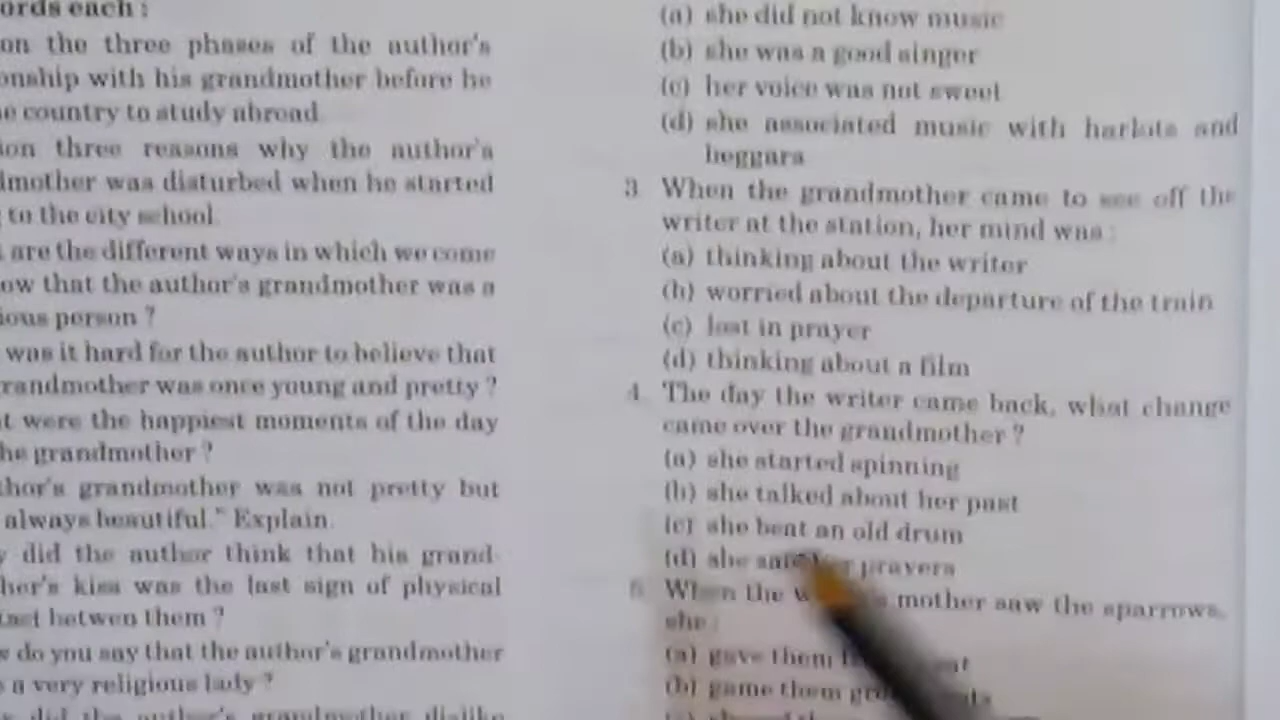 ords each :
on the three phases of the author's
onship with his grandmother before he
e country to study abroad.
ion three reasons why the author's
dmother was disturbed when he started
to the city school.
are the different ways in which we come
ow that the author's grandmother was a
ious person ?
was it hard for the author to believe that
randmother was once young and pretty ?
t were the happiest moments of the day
he grandmother ?
thor's grandmother was not pretty but
always beautiful." Explain.
y did the author think that his grand-
her's kiss was the last sign of physical
tact betwen them ?
w do you say that the author's grandmother
a very religious lady ?
did the author's grandmother dislike
(a) she did not know music
(b) she was a good singer
(c) her voice was not sweet
(d) she associated music with harlots and
beggars
3. When the grandmother came to see off the
writer at the station, her mind was :
(a) thinking about the writer
(b) worried about the departure of the train
(c) lost in prayer
(d) thinking about a film
4. The day the writer came back, what change
came over the grandmother ?
(a) she started spinning
(b) she talked about her past
(c) she beat an old drum
(d) she prayers
5. When the mother saw the sparrows,
she :
(a) gave them
(b) game them